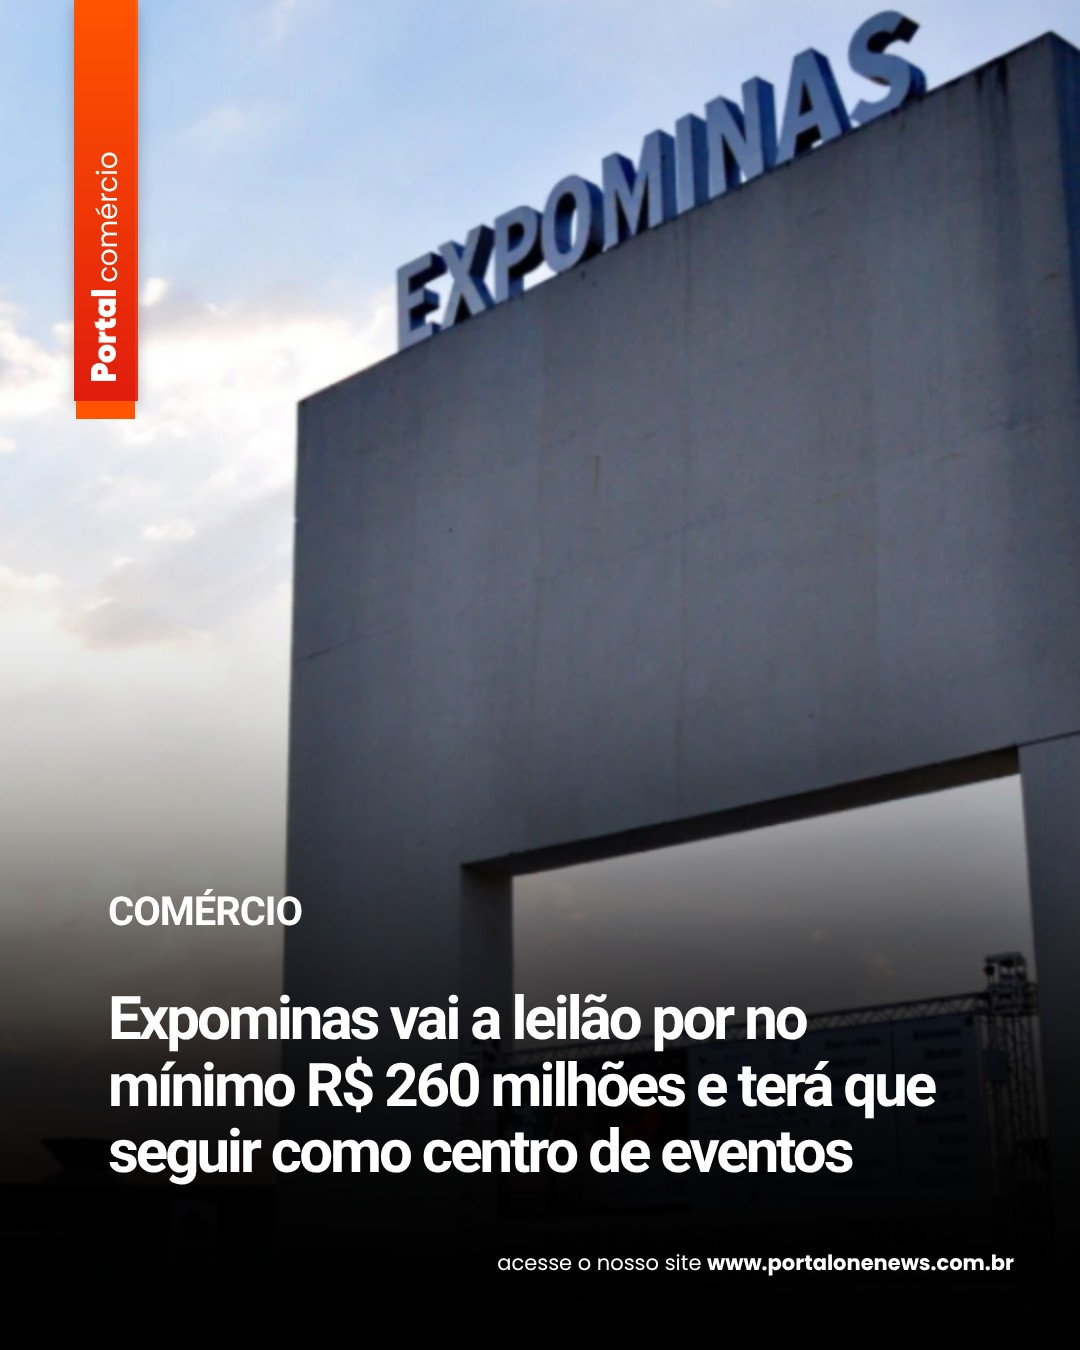 EXPOMINAS
Portal comércio
COMÉRCIO
Expominas vai a leilão por no
mínimo R$ 260 milhões e terá que
seguir como centro de eventos
acesse o nosso site www.portalonenews.com.br